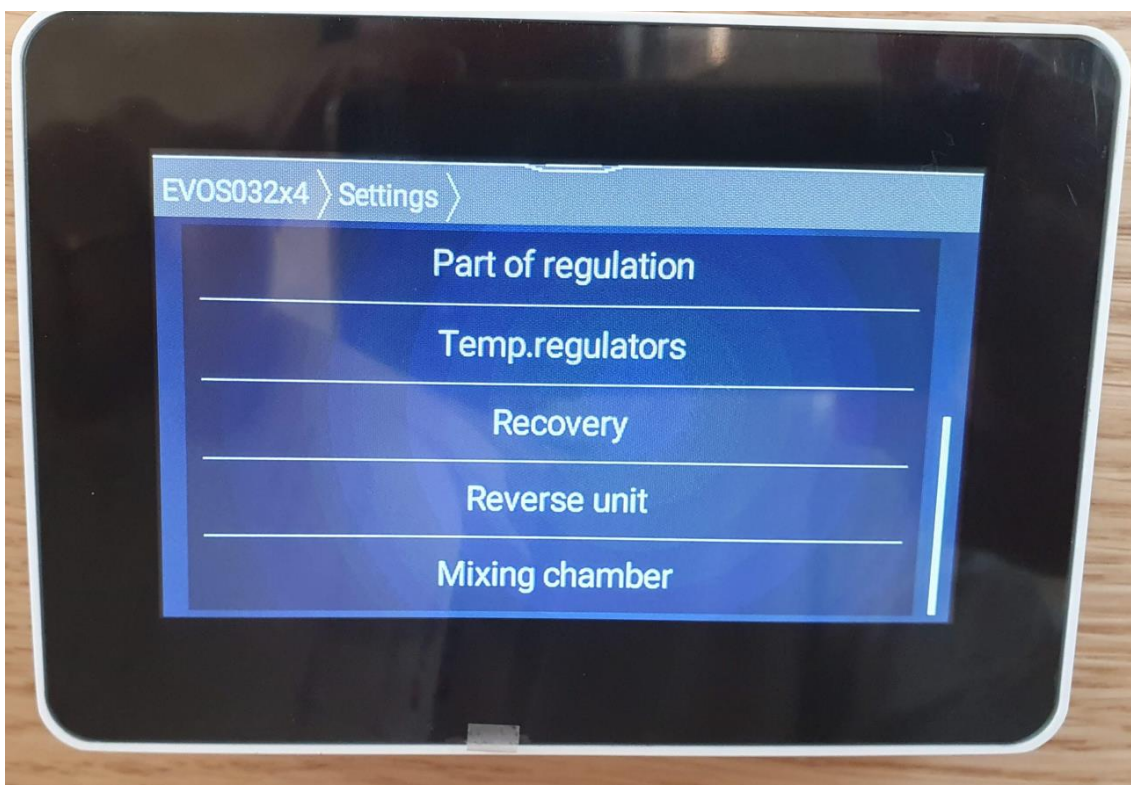 EVOS032x4 Settings
Part of regulation
Temp.regulators
Recovery
Reverse unit
Mixing chamber